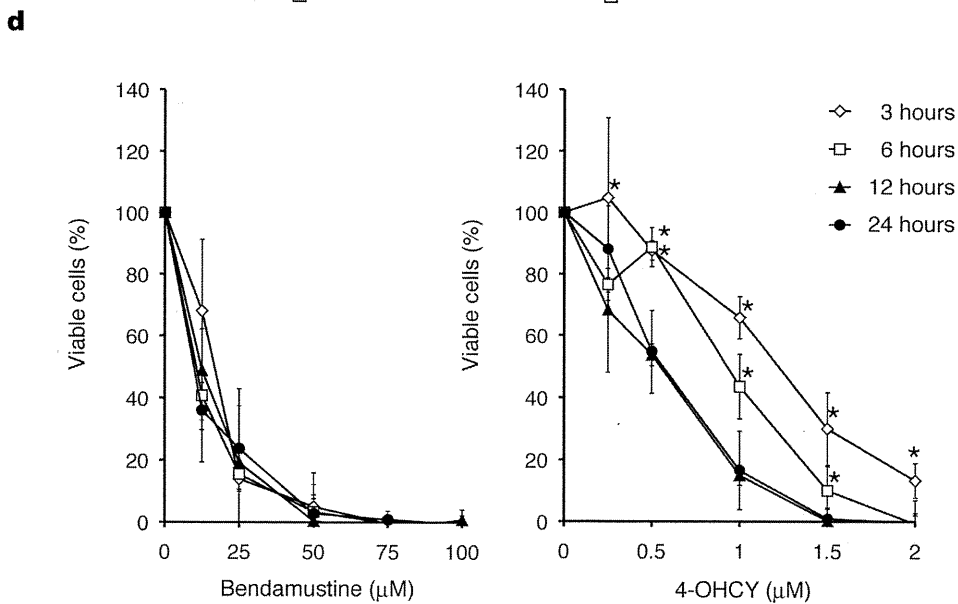 d
140
120
100
80
60
40
20
0
Viable cells (%)
0 25 50 75 100
Bendamustine (μM)
140
120
100
80
60
40
20
0
Viable cells (%)
* * * * * * * *
0 0.5 1 1.5 2
4-OHCY (μM)
3 hours
6 hours
12 hours
24 hours